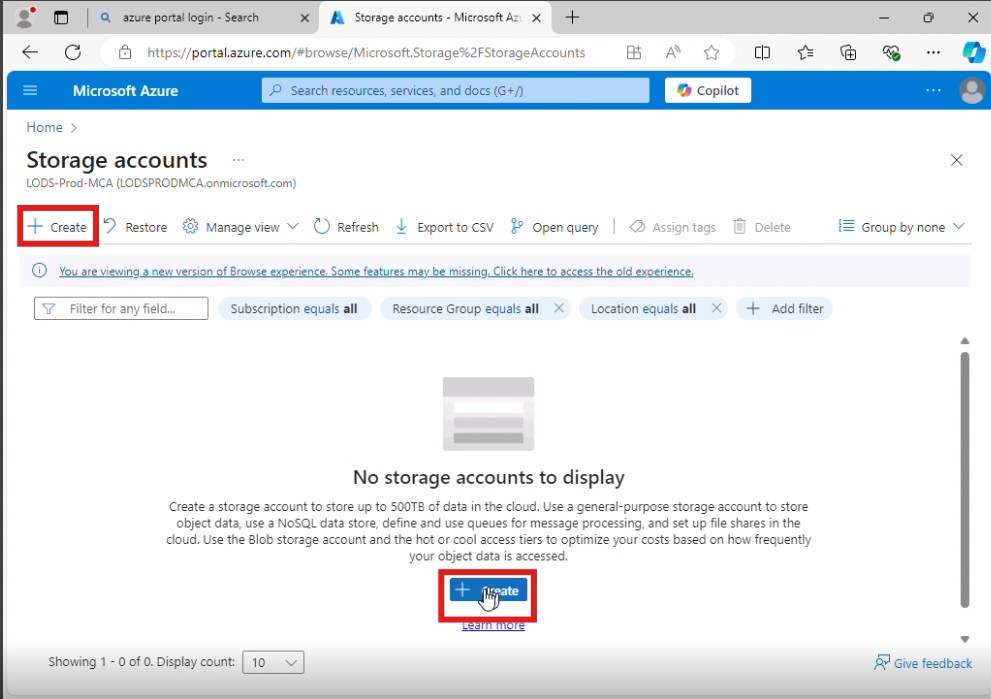 azure portal login - Search
Storage accounts - Microsoft Az
https://portal.azure.com/#browse/Microsoft.Storage%2FStorageAccounts
Microsoft Azure
Search resources, services, and docs (G+/)
Copilot
Home >
Storage accounts ...
LODS-Prod-MCA (LODSPRODMCA.onmicrosoft.com)
+ Create Restore Manage view Refresh Export to CSV Open query Assign tags Delete Group by none
You are viewing a new version of Browse experience. Some features may be missing. Click here to access the old experience.
Filter for any field... Subscription equals all Resource Group equals all Location equals all Add filter
No storage accounts to display
Create a storage account to store up to 500TB of data in the cloud. Use a general-purpose storage account to store
object data, use a NoSQL data store, define and use queues for message processing, and set up file shares in the
cloud. Use the Blob storage account and the hot or cool access tiers to optimize your costs based on how frequently
your object data is accessed.
+ Create
Learn more
Showing 1 - 0 of 0. Display count: 10
Give feedback